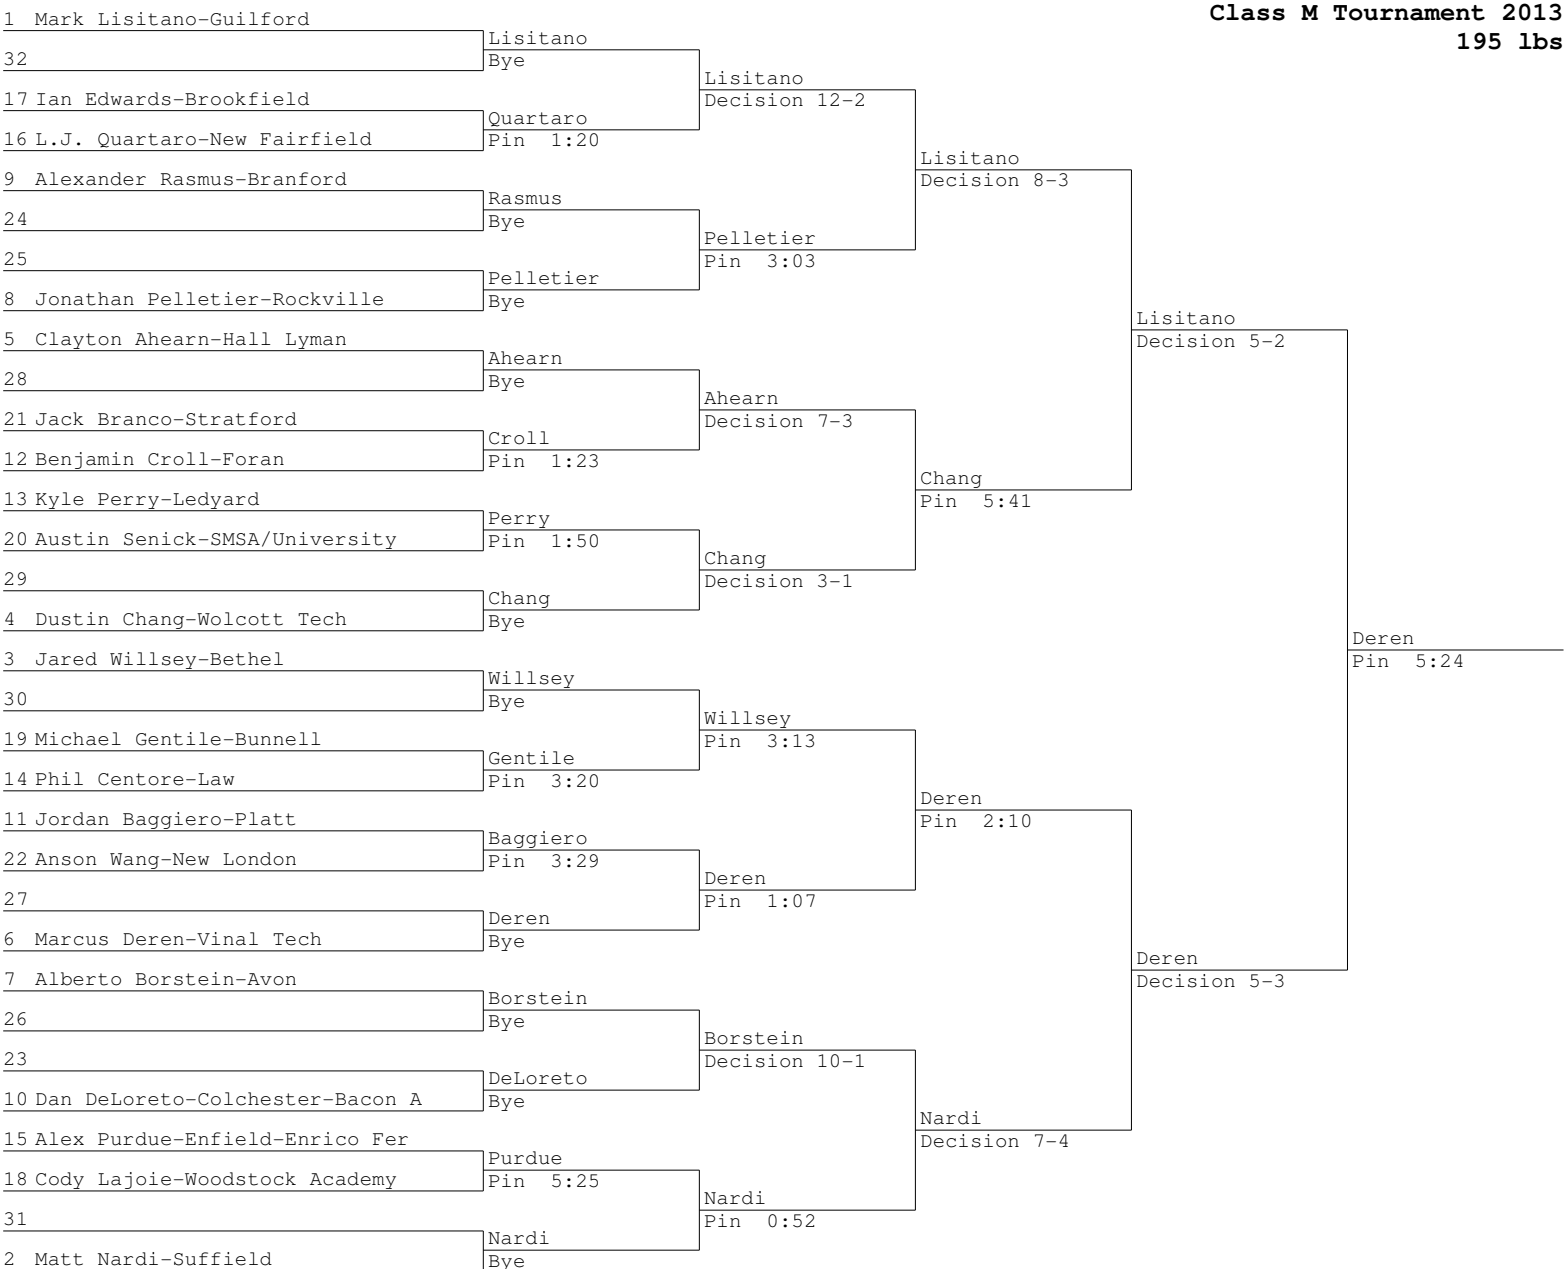 Class M Tournament 2013
195 lbs
1 Mark Lisitano-Guilford
32
17 Ian Edwards-Brookfield
16 L.J. Quartaro-New Fairfield
9 Alexander Rasmus-Branford
24
25
8 Jonathan Pelletier-Rockville
5 Clayton Ahearn-Hall Lyman
28
21 Jack Branco-Stratford
12 Benjamin Croll-Foran
13 Kyle Perry-Ledyard
20 Austin Senick-SMSA/University
29
4 Dustin Chang-Wolcott Tech
3 Jared Willsey-Bethel
30
19 Michael Gentile-Bunnell
14 Phil Centore-Law
11 Jordan Baggiero-Platt
22 Anson Wang-New London
27
6 Marcus Deren-Vinal Tech
7 Alberto Borstein-Avon
26
23
10 Dan DeLoreto-Colchester-Bacon A
15 Alex Purdue-Enfield-Enrico Fer
18 Cody Lajoie-Woodstock Academy
31
2 Matt Nardi-Suffield
Lisitano
Bye
Quartaro
Pin 1:20
Rasmus
Bye
Pelletier
Bye
Ahearn
Bye
Croll
Pin 1:23
Perry
Pin 1:50
Chang
Bye
Willsey
Bye
Gentile
Pin 3:20
Baggiero
Pin 3:29
Deren
Bye
Borstein
Bye
DeLoreto
Bye
Purdue
Pin 5:25
Nardi
Bye
Lisitano
Decision 12-2
Pelletier
Pin 3:03
Ahearn
Decision 7-3
Chang
Decision 3-1
Willsey
Pin 3:13
Deren
Pin 1:07
Borstein
Decision 10-1
Nardi
Pin 0:52
Lisitano
Decision 8-3
Chang
Pin 5:41
Deren
Pin 2:10
Nardi
Decision 7-4
Lisitano
Decision 5-2
Deren
Decision 5-3
Deren
Pin 5:24